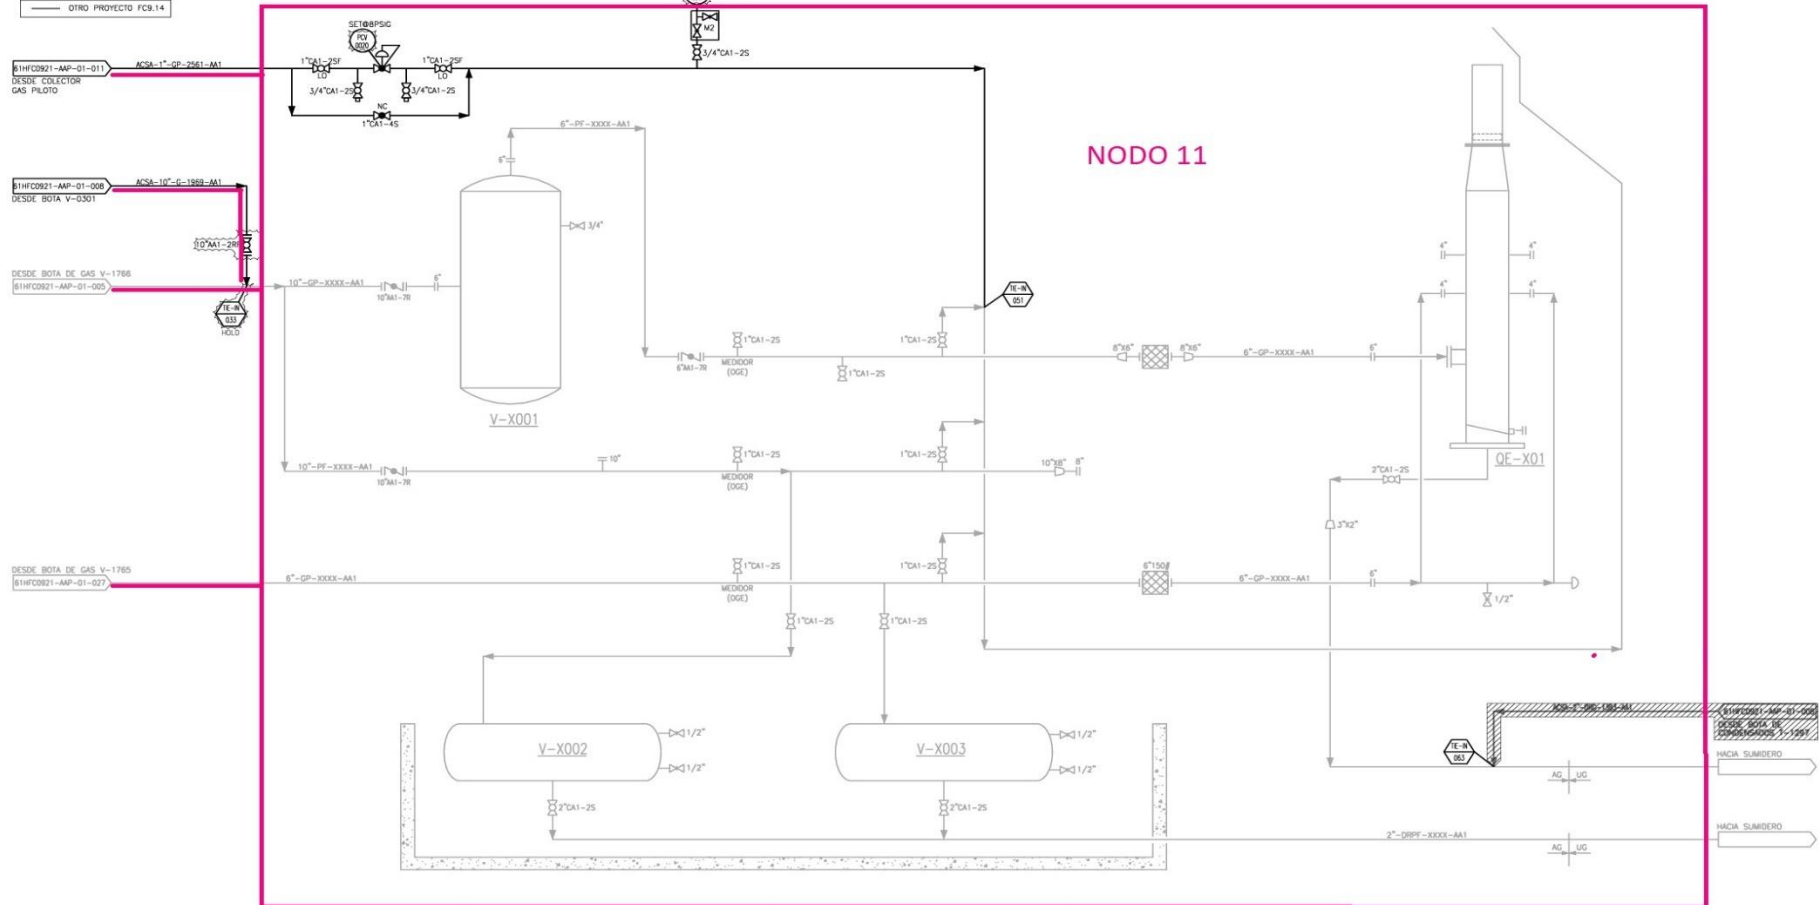 OTRO PROYECTO FC9.14
SET@8PSIG
PCV
0020
M2
3/4"CA1-2S
61HFC0921-AAP-01-011
ACSA-1"-GP-2561-AA1
DESDE COLECTOR
GAS PILOTO
1"CA1-2SF
LO
1"CA1-2SF
LO
3/4"CA1-2S
3/4"CA1-2S
NC
1"CA1-4S
6"-PF-XXXX-AA1
6"
NODO 11
61HFC0921-AAP-01-008
ACSA-10"-G-1969-AA1
DESDE BOTA V-0301
3/4"
10"AA1-2RF
4"
4"
DESDE BOTA DE GAS V-1766
61HFC0921-AAP-01-005
10"-GP-XXXX-AA1
10"AA1-7R
6"
TE-IN
033
HOLD
TE-IN
051
4"
4"
1"CA1-2S
1"CA1-2S
6"AA1-7R
MEDIDOR
(OGE)
1"CA1-2S
8"X6"
8"X6"
6"-GP-XXXX-AA1
6"
V-X001
10"-PF-XXXX-AA1
10"AA1-7R
10"
1"CA1-2S
MEDIDOR
(OGE)
1"CA1-2S
10"X8"
8"
QE-X01
2"CA1-2S
3"X2"
DESDE BOTA DE GAS V-1765
61HFC0921-AAP-01-027
6"-GP-XXXX-AA1
1"CA1-2S
MEDIDOR
(OGE)
1"CA1-2S
6"150#
6"-GP-XXXX-AA1
6"
1/2"
1"CA1-2S
1"CA1-2S
V-X002
1/2"
1/2"
V-X003
1/2"
1/2"
DESDE BOTA DE
TE-IN
063
HACIA SUMIDERO
AG
UG
2"CA1-2S
2"CA1-2S
2"-DRPF-XXXX-AA1
HACIA SUMIDERO
AG
UG